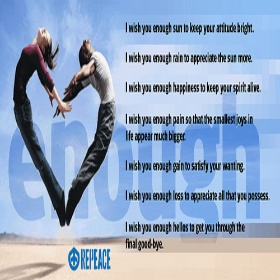 enough
I wish you enough sun to keep your attitude bright.
I wish you enough rain to appreciate the sun more.
I wish you enough happiness to keep your spirit alive.
I wish you enough pain so that the smallest joys in
life appear much bigger.
I wish you enough gain to satisfy your wanting.
I wish you enough loss to appreciate all that you possess.
I wish you enough hellos to get you through the
final good-bye.
REPEACE